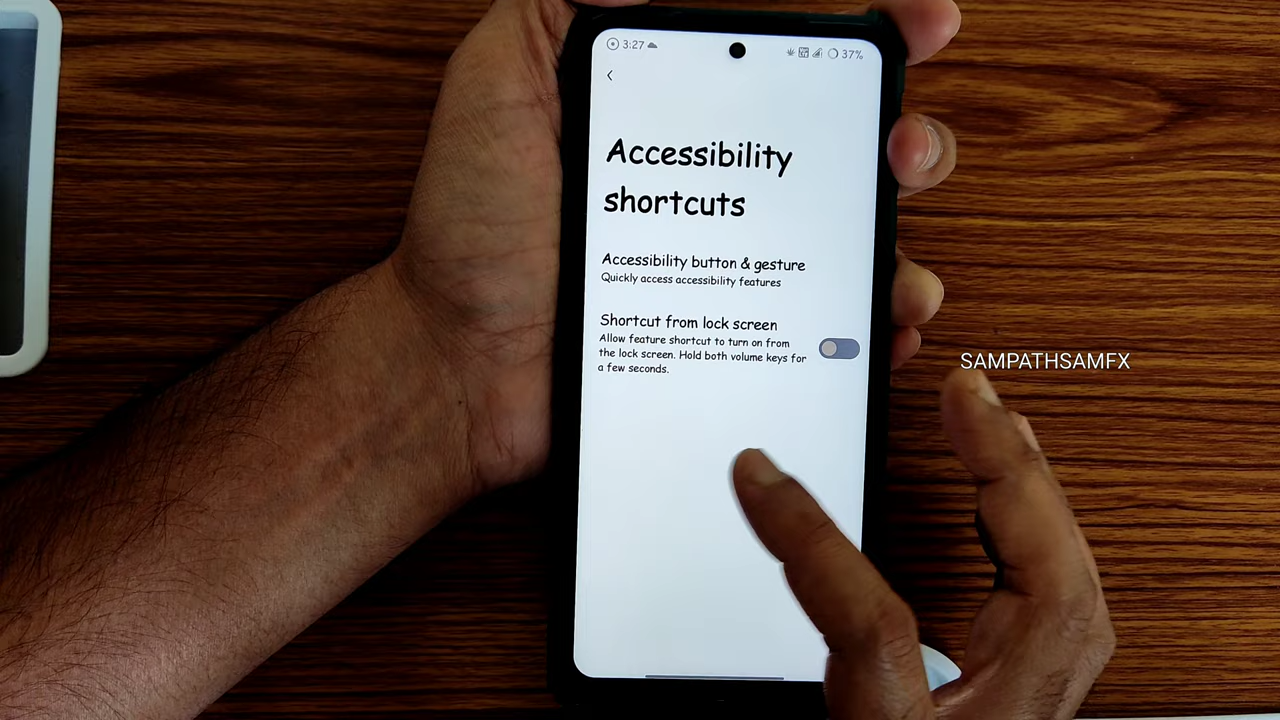 3:27
37%
Accessibility
shortcuts
Accessibility button & gesture
Quickly access accessibility features
Shortcut from lock screen
Allow feature shortcut to turn on from
the lock screen. Hold both volume keys for
a few seconds.
SAMPATHSAMFX